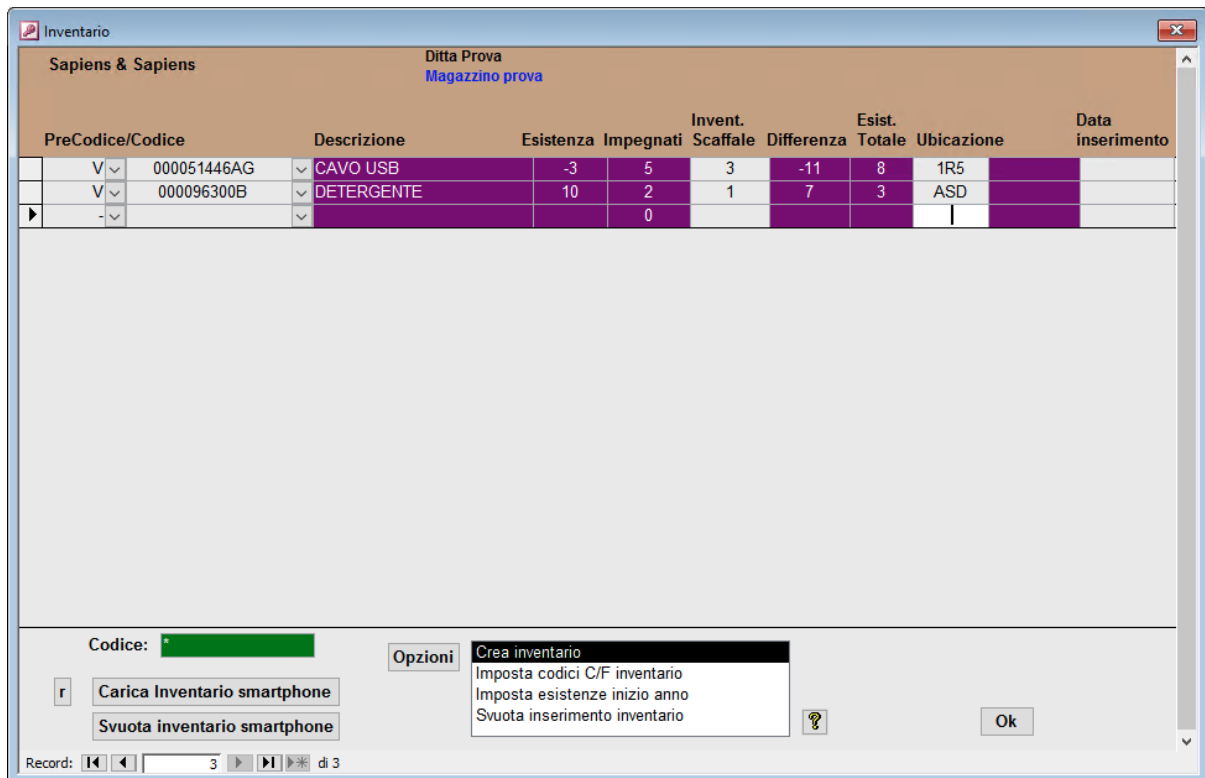 Inventario
Sapiens & Sapiens
Ditta Prova
Magazzino prova
PreCodice/Codice Descrizione Esistenza Impegnati Invent. Scaffale Differenza Esist. Totale Ubicazione Data inserimento
V 000051446AG CAVO USB -3 5 3 -11 8 1R5
V 000096300B DETERGENTE 10 2 1 7 3 ASD
- 0
Codice: *
Opzioni
Crea inventario
Imposta codici C/F inventario
Imposta esistenze inizio anno
Svuota inserimento inventario
r
Carica Inventario smartphone
Svuota inventario smartphone
?
Ok
Record: 3 di 3